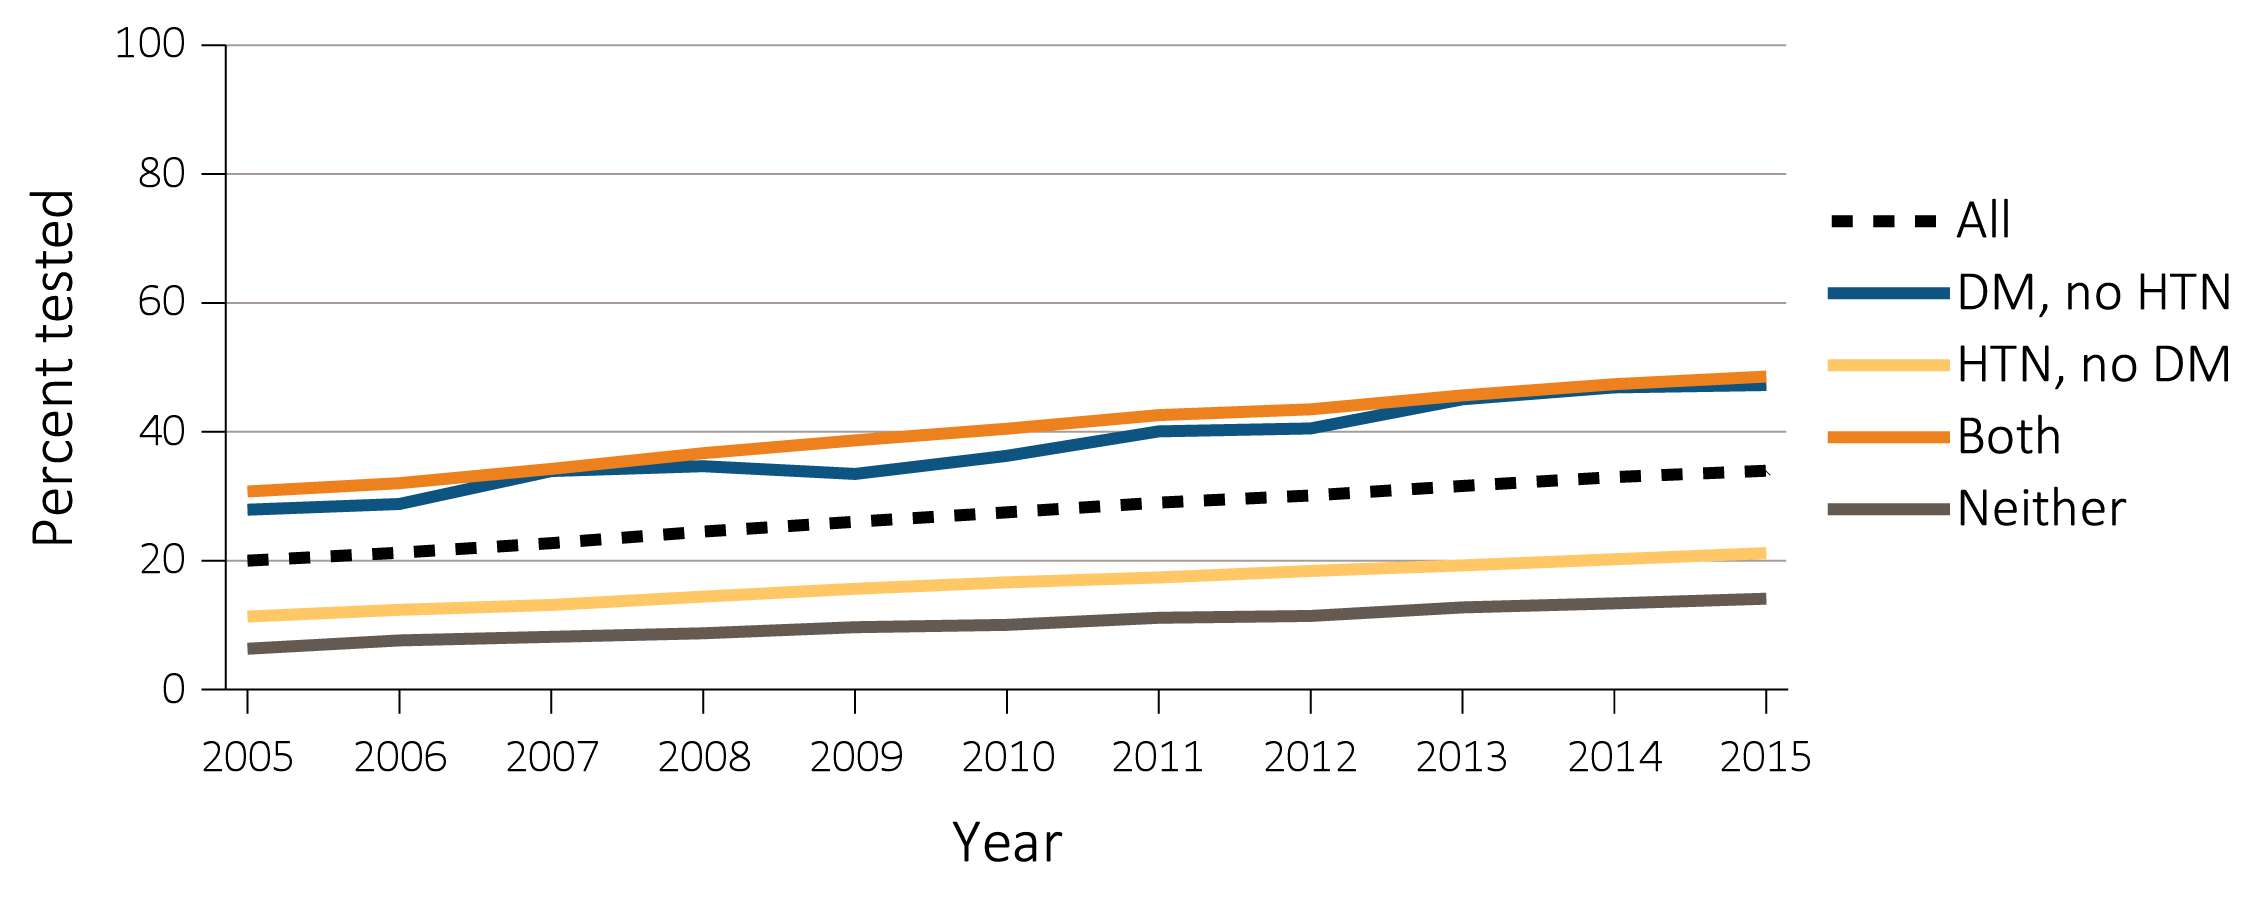 100
80
60
40
20
0
Percent tested
2005 2006 2007 2008 2009 2010 2011 2012 2013 2014 2015
Year
All
DM, no HTN
HTN, no DM
Both
Neither